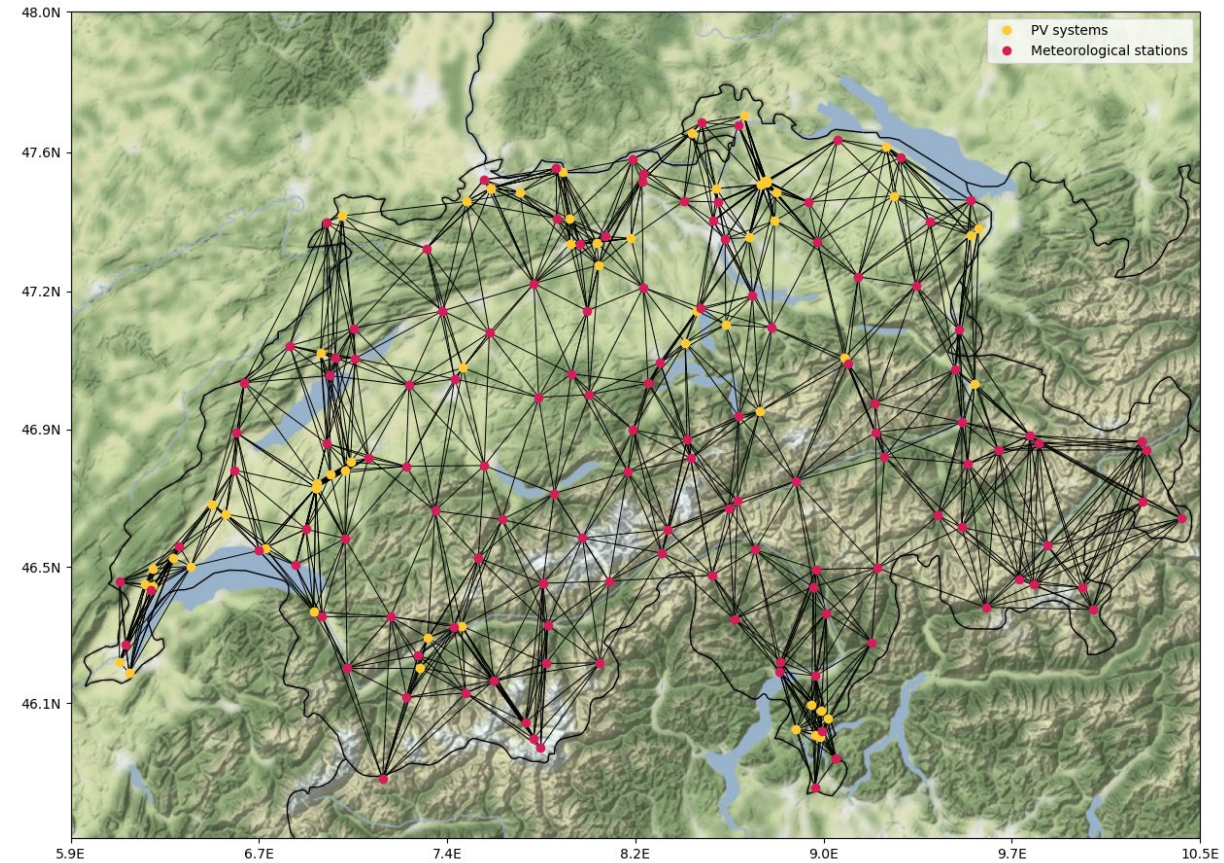 PV systems
Meteorological stations
48.0N
47.6N
47.2N
46.9N
46.5N
46.1N
5.9E 6.7E 7.4E 8.2E 9.0E 9.7E 10.5E